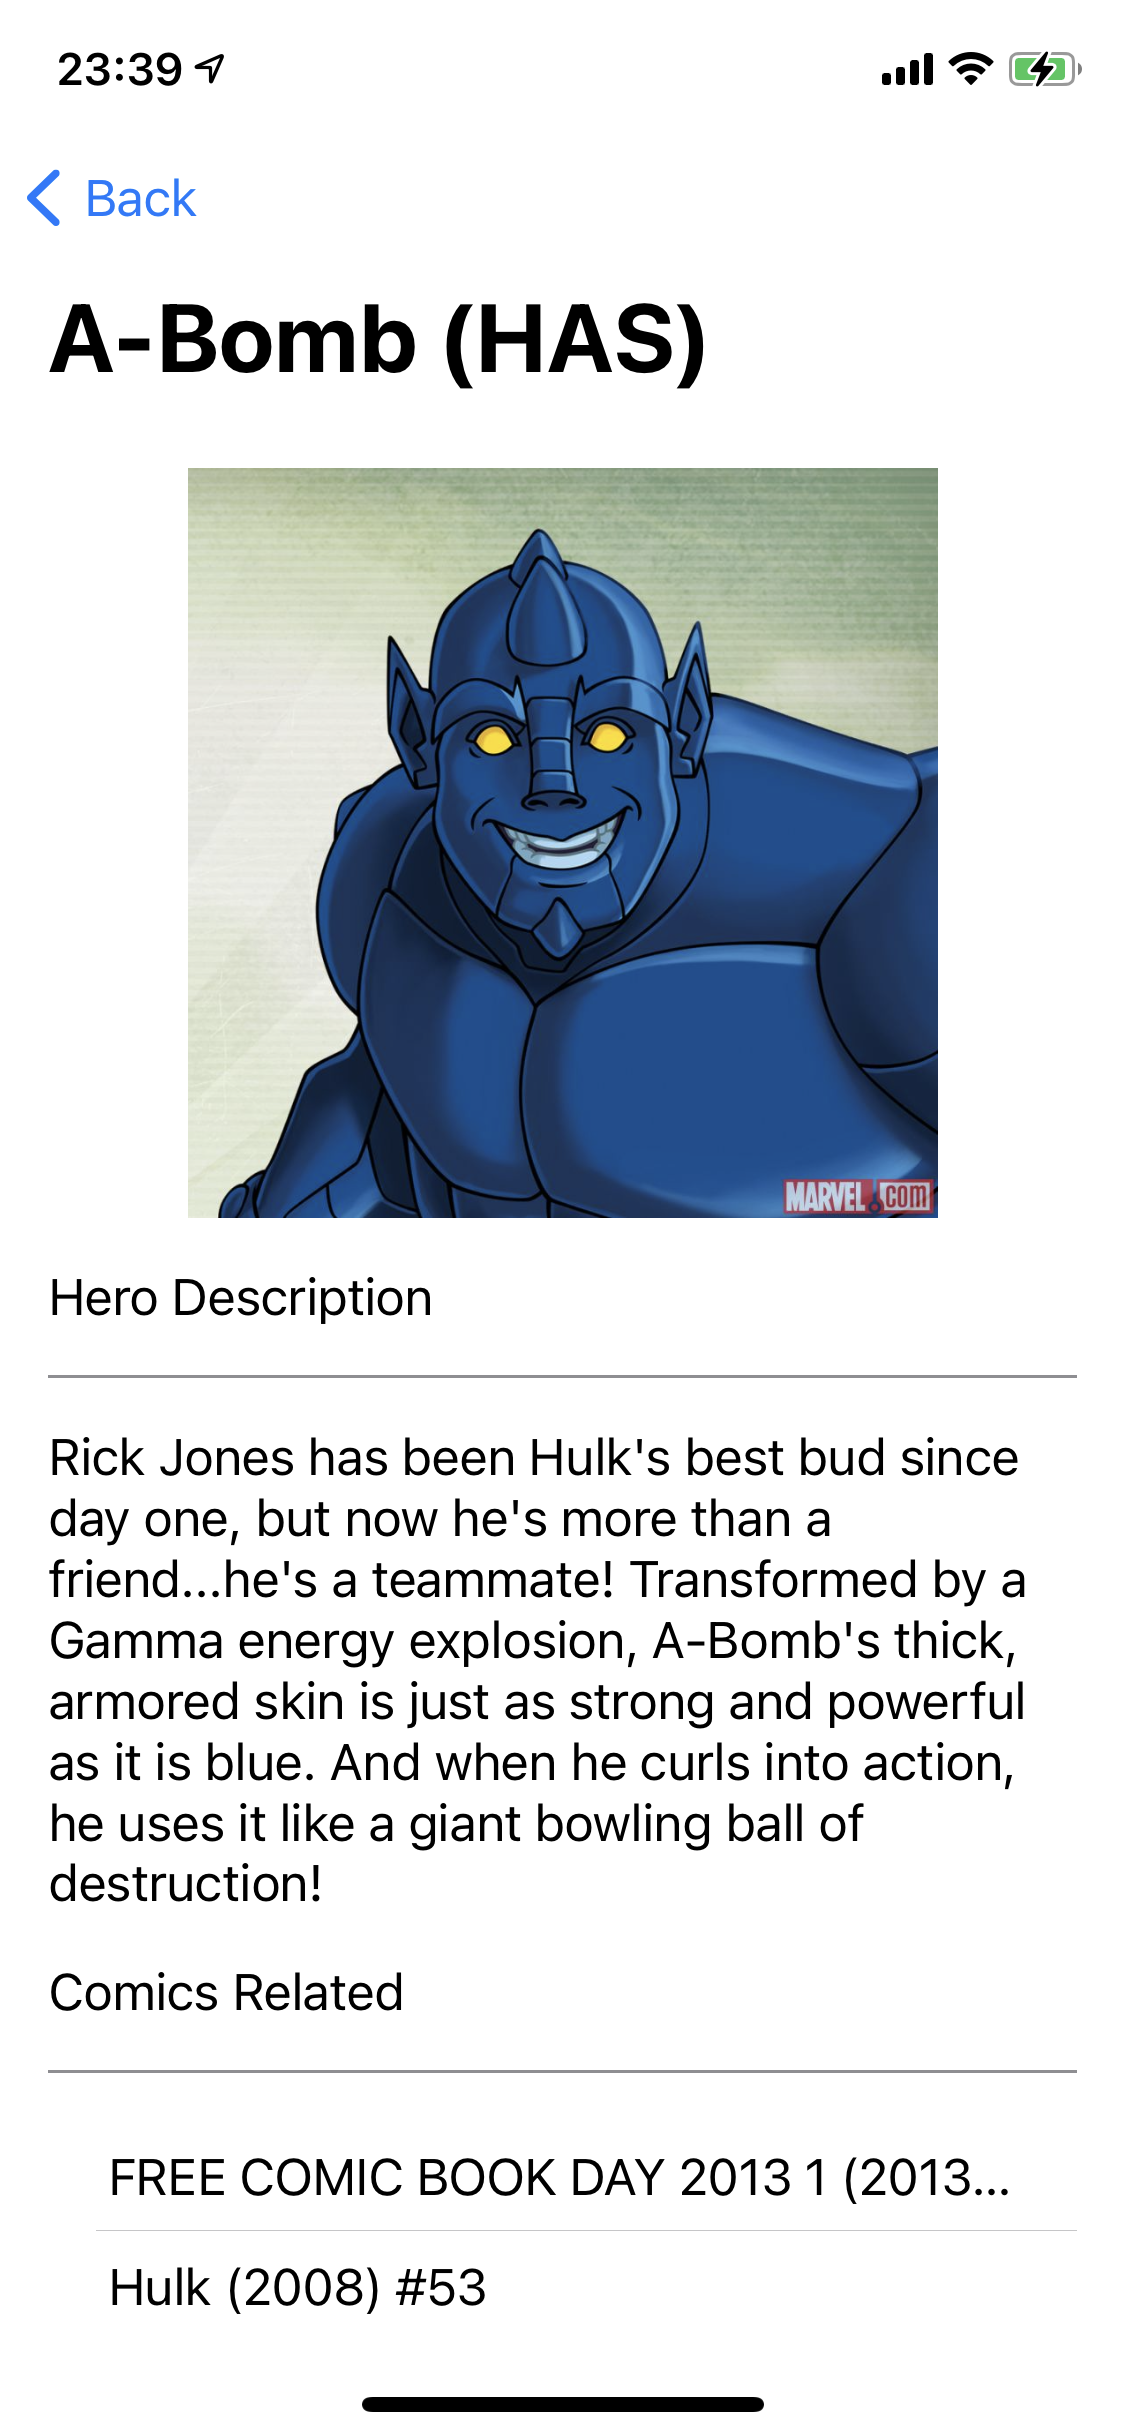 23:39
Back
A-Bomb (HAS)
MARVEL.com
Hero Description
Rick Jones has been Hulk's best bud since
day one, but now he's more than a
friend...he's a teammate! Transformed by a
Gamma energy explosion, A-Bomb's thick,
armored skin is just as strong and powerful
as it is blue. And when he curls into action,
he uses it like a giant bowling ball of
destruction!
Comics Related
FREE COMIC BOOK DAY 2013 1 (2013...
Hulk (2008) #53